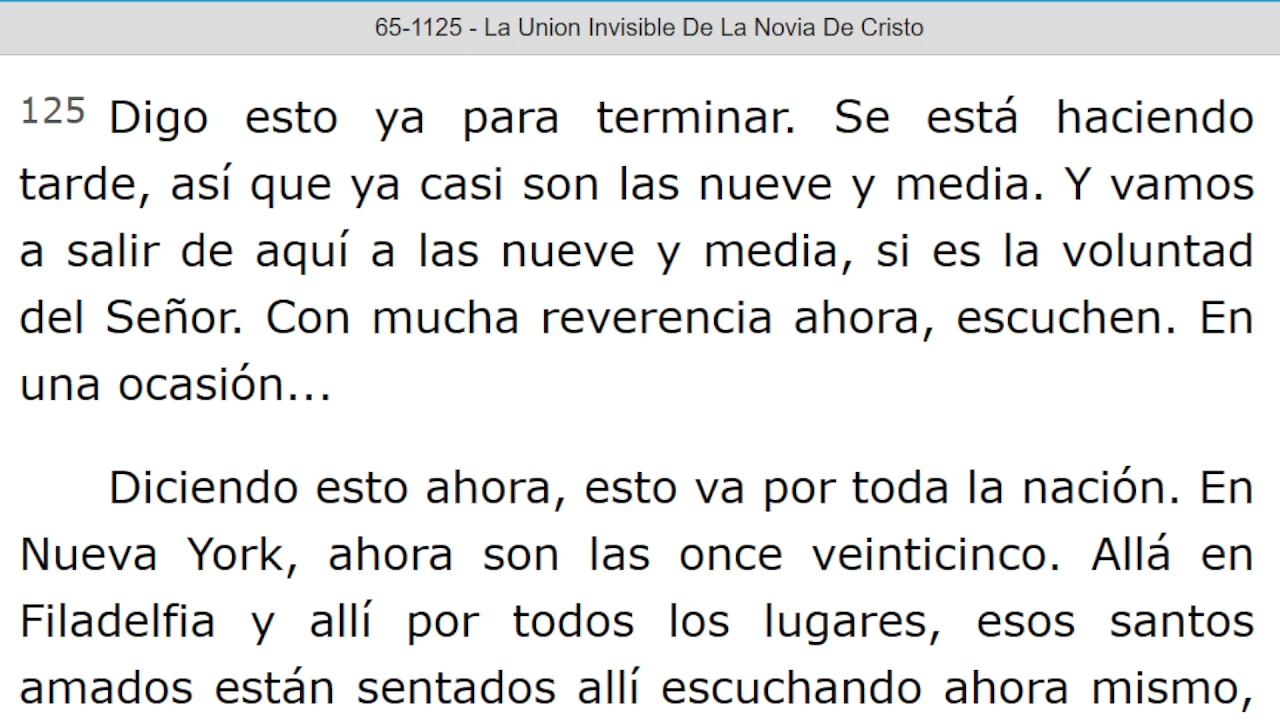 65-1125 - La Union Invisible De La Novia De Cristo
125 Digo esto ya para terminar. Se está haciendo
tarde, así que ya casi son las nueve y media. Y vamos
a salir de aquí a las nueve y media, si es la voluntad
del Señor. Con mucha reverencia ahora, escuchen. En
una ocasión...
Diciendo esto ahora, esto va por toda la nación. En
Nueva York, ahora son las once veinticinco. Allá en
Filadelfia y allí por todos los lugares, esos santos
amados están sentados allí escuchando ahora mismo,